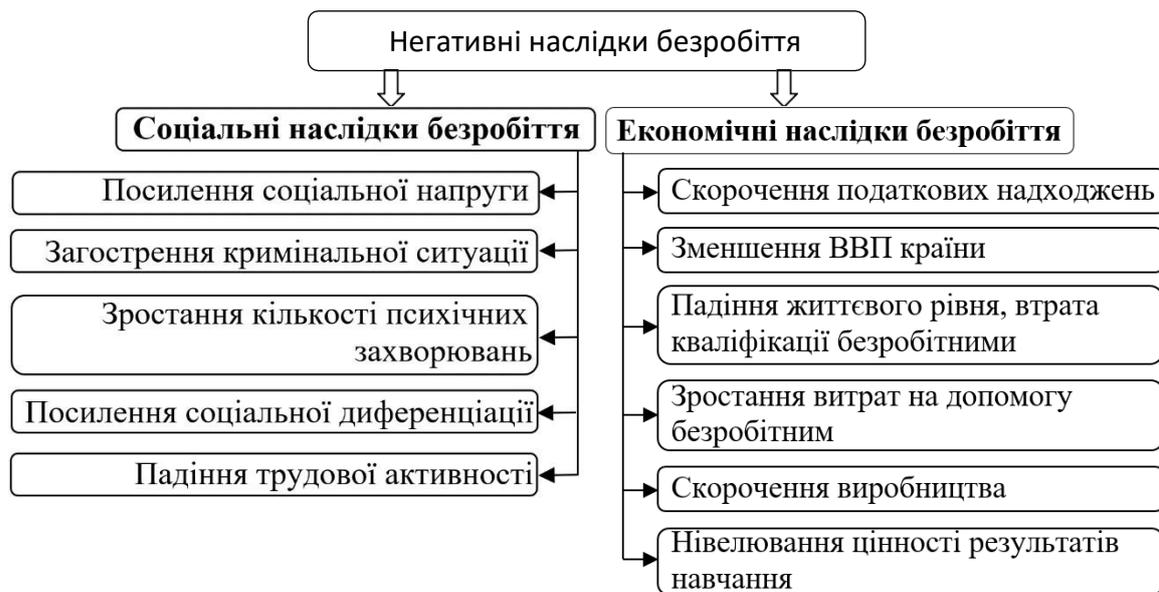 Негативні наслідки безробіття
Соціальні наслідки безробіття
Посилення соціальної напруги
Загострення кримінальної ситуації
Зростання кількості психічних
захворювань
Посилення соціальної диференціації
Падіння трудової активності
Економічні наслідки безробіття
Скорочення податкових надходжень
Зменшення ВВП країни
Падіння життєвого рівня, втрата
кваліфікації безробітними
Зростання витрат на допомогу
безробітним
Скорочення виробництва
Нівелювання цінності результатів
навчання